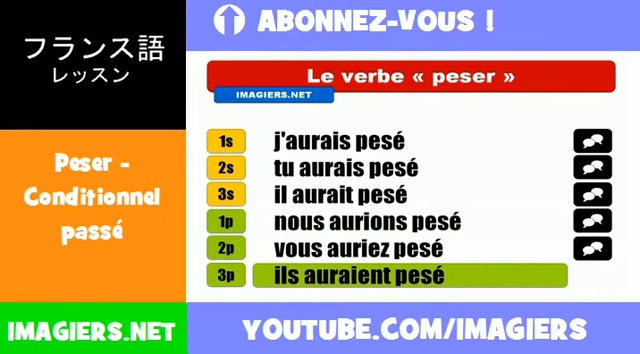 フランス語
レッスン
Peser -
Conditionnel
passé
IMAGIERS.NET
ABONNEZ-VOUS !
Le verbe « peser »
IMAGIERS.NET
1s j'aurais pesé
2s tu aurais pesé
3s il aurait pesé
1p nous aurions pesé
2p vous auriez pesé
3p ils auraient pesé
YOUTUBE.COM/IMAGIERS